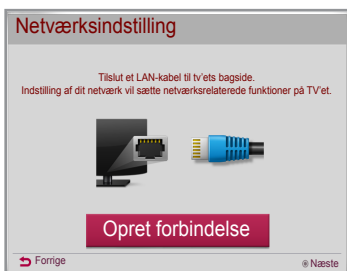 Netværksindstilling
Tilslut et LAN-kabel til tv'ets bagside.
Indstilling af dit netværk vil sætte netværksrelaterede funktioner på TV'et.
Opret forbindelse
Forrige
Næste